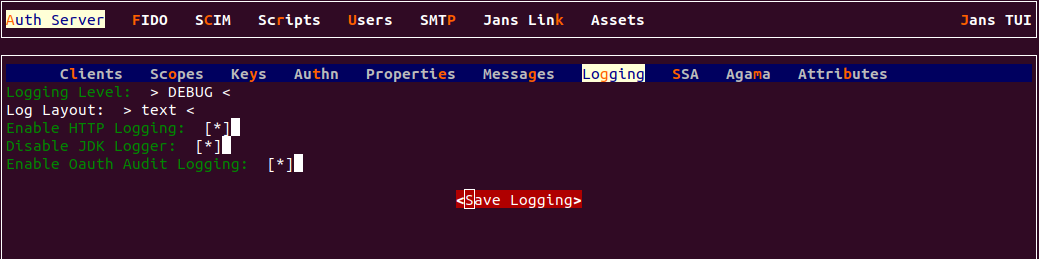 Auth Server FIDO SCIM Scripts Users SMTP Jans Link Assets Jans TUI
Clients Scopes Keys Authn Properties Messages Logging SSA Agama Attributes
Logging Level: > DEBUG <
Log Layout: > text <
Enable HTTP Logging: [*]
Disable JDK Logger: [*]
Enable Oauth Audit Logging: [*]
<Save Logging>